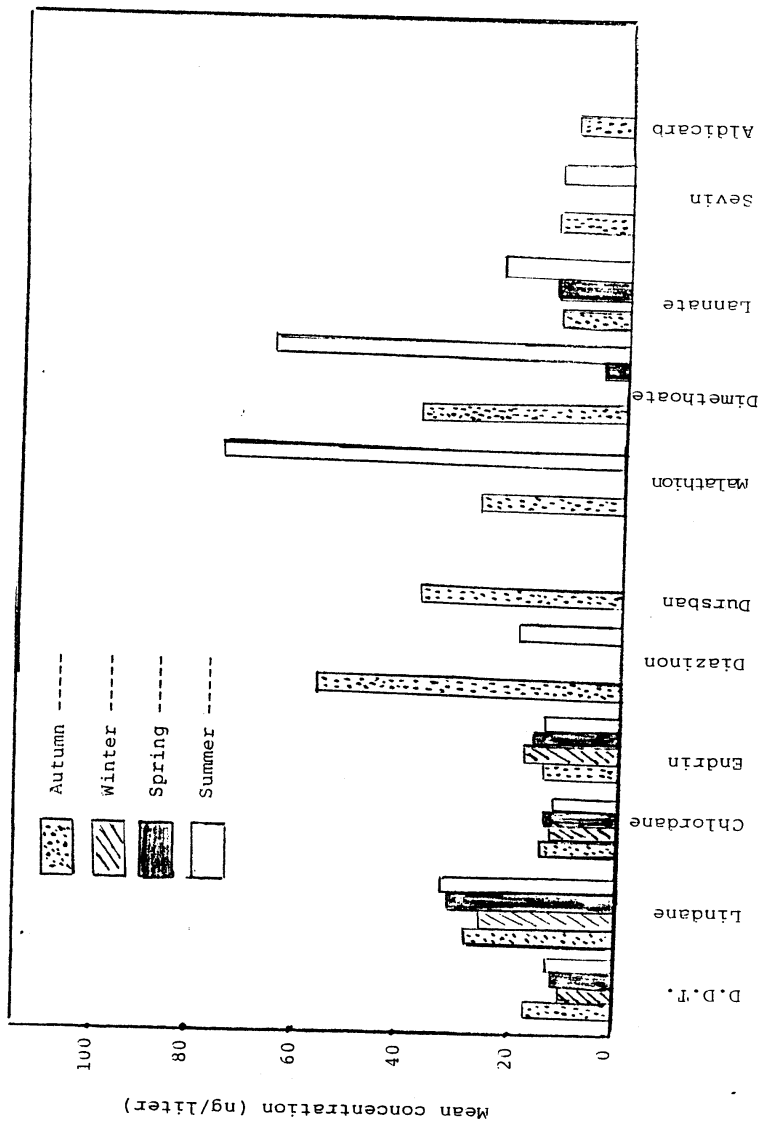 Mean concentration (ng/liter)
100
80
60
40
20
0
Autumn -----
Winter -----
Spring -----
Summer -----
D.D.T.
Lindane
Chlordane
Endrin
Diazinon
Dursban
Malathion
Dimethoate
Lannate
Sevin
Aldicarb